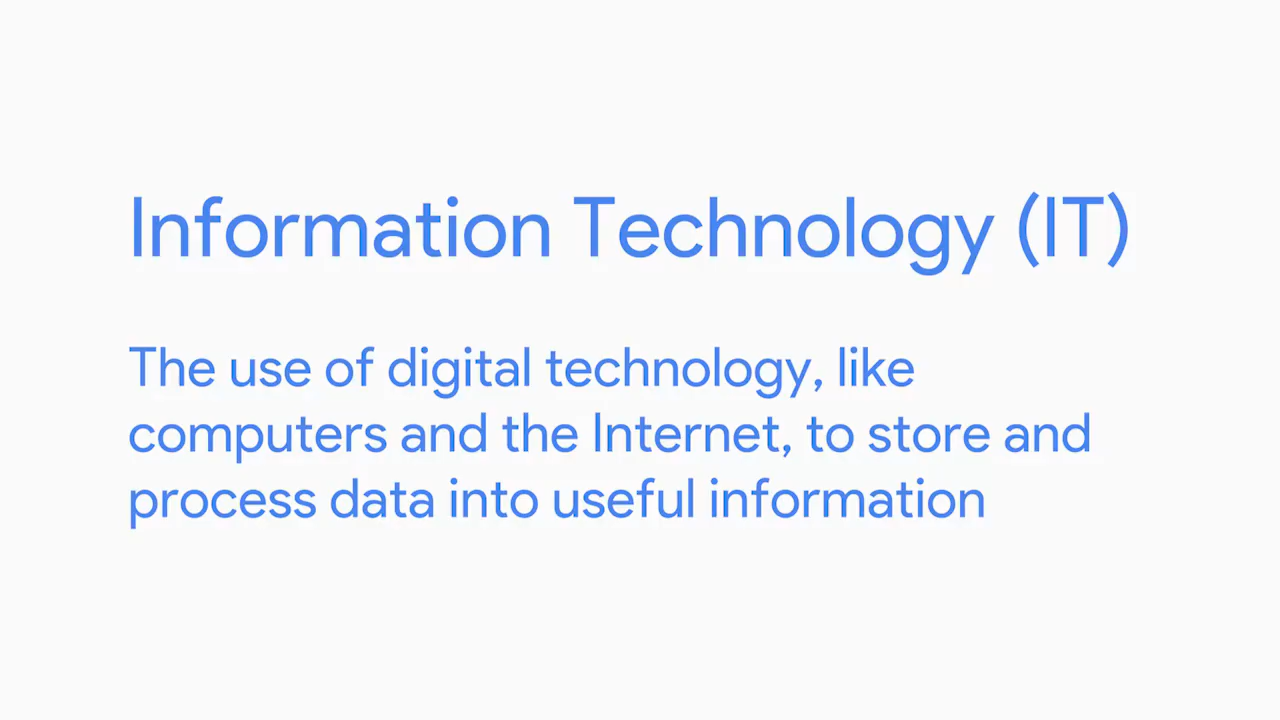 Information Technology (IT)
The use of digital technology, like
computers and the Internet, to store and
process data into useful information